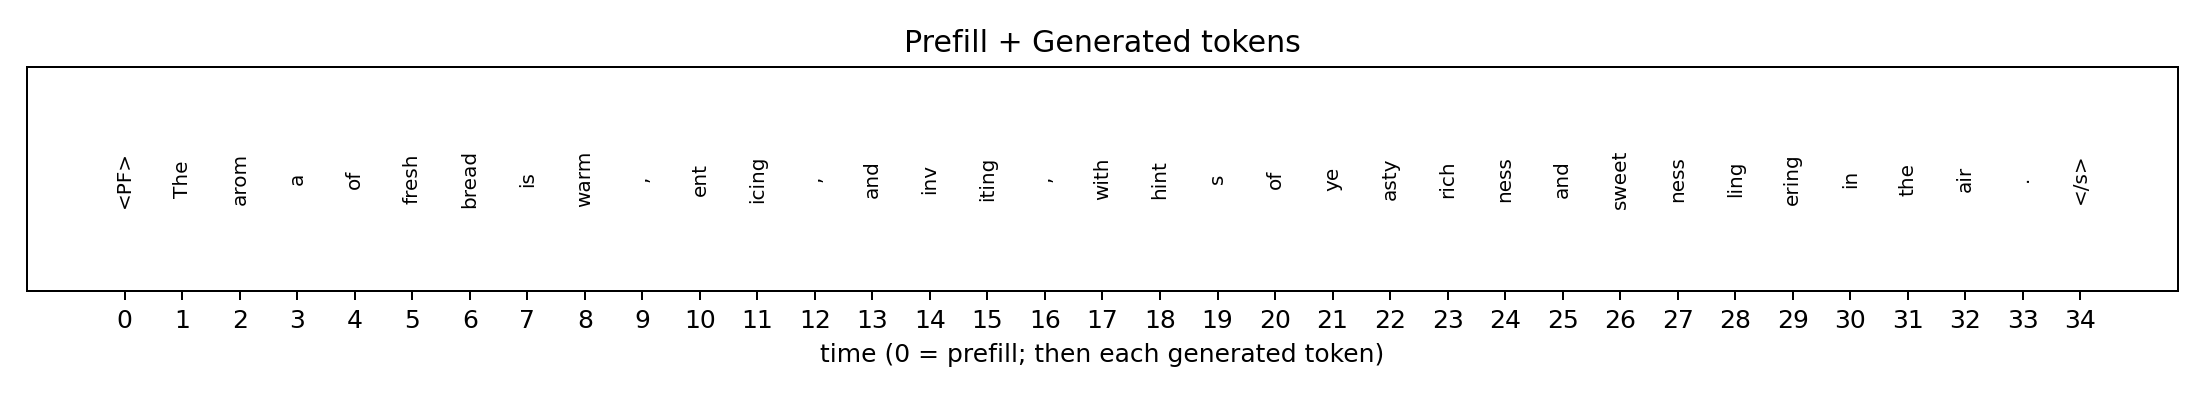 Prefill + Generated tokens
<PF> The arom a of fresh bread is warm , ent icing , and inv iting , with hint s of ye asty rich ness and sweet ness ling ering in the air . </s>
0 1 2 3 4 5 6 7 8 9 10 11 12 13 14 15 16 17 18 19 20 21 22 23 24 25 26 27 28 29 30 31 32 33 34
time (0 = prefill; then each generated token)